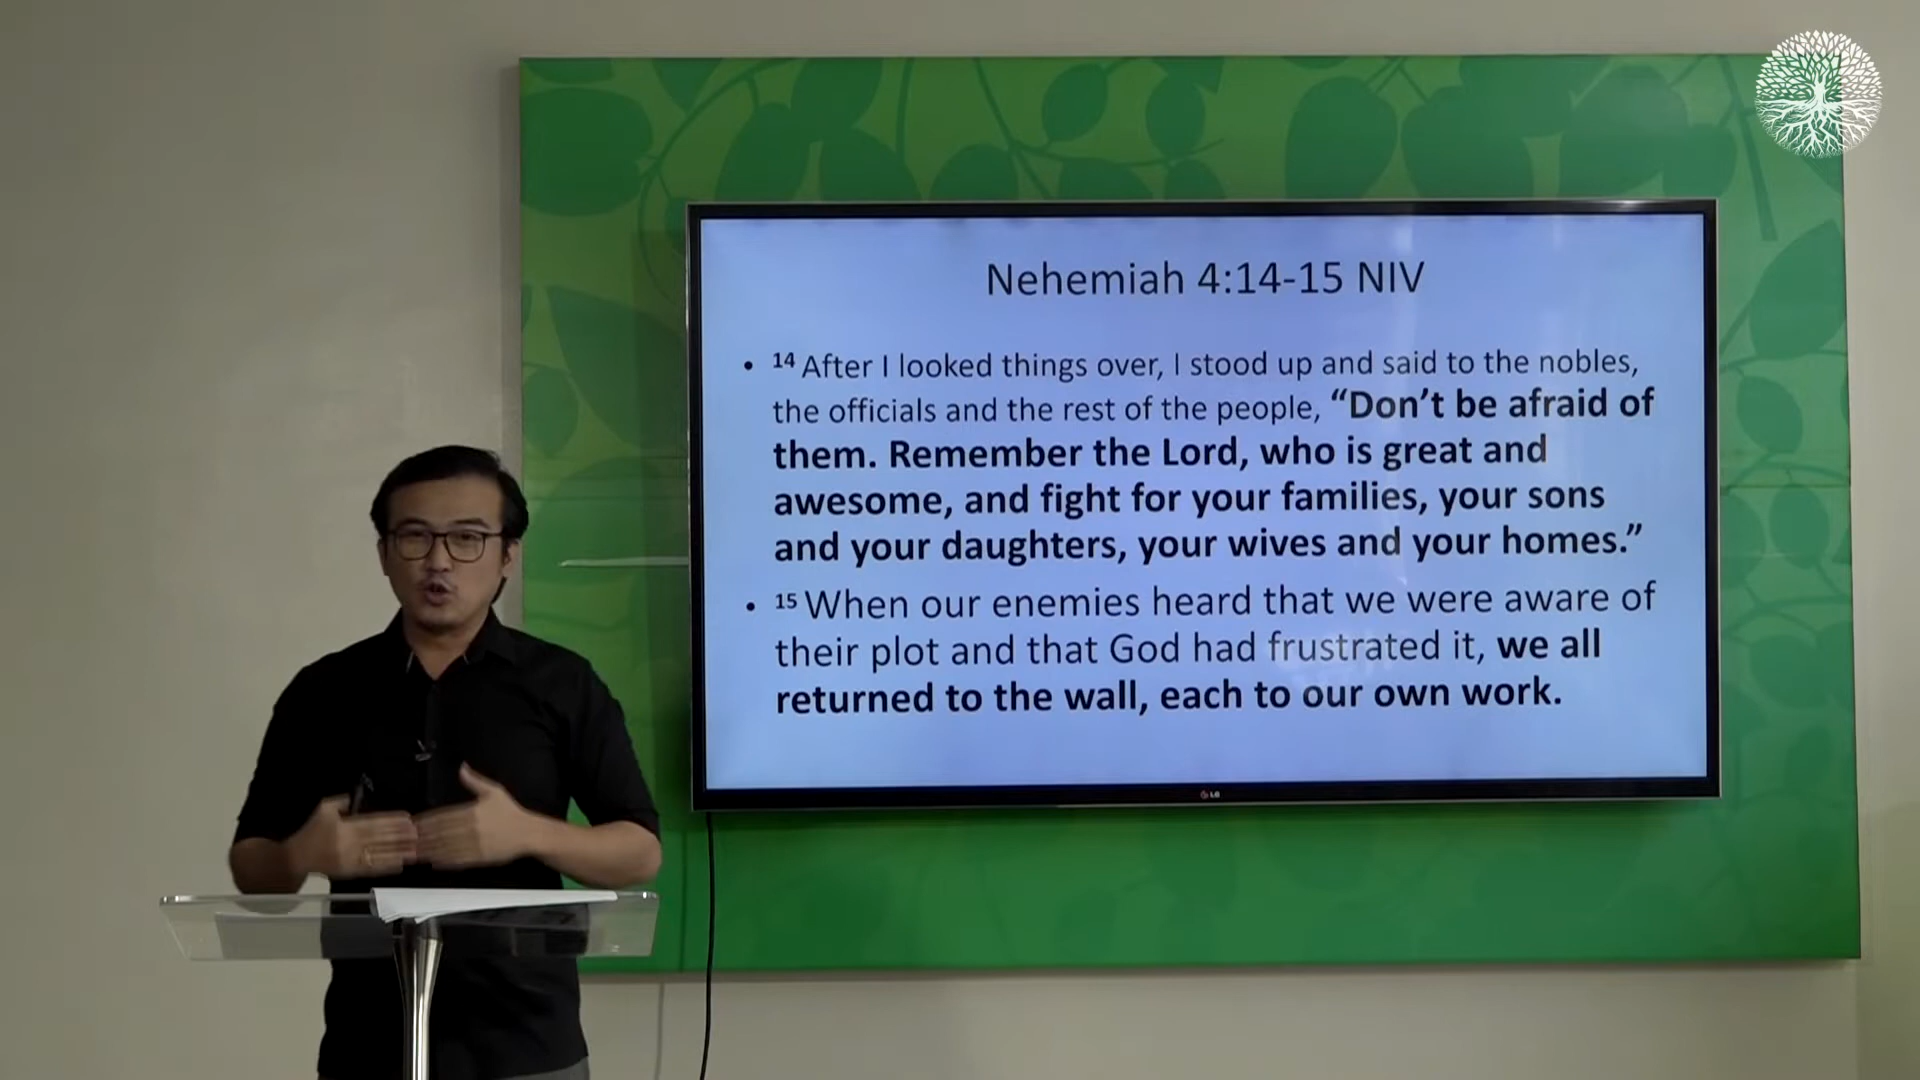 Nehemiah 4:14-15 NIV
• 14 After I looked things over, I stood up and said to the nobles,
the officials and the rest of the people, “Don’t be afraid of
them. Remember the Lord, who is great and
awesome, and fight for your families, your sons
and your daughters, your wives and your homes.”
• 15 When our enemies heard that we were aware of
their plot and that God had frustrated it, we all
returned to the wall, each to our own work.
LG